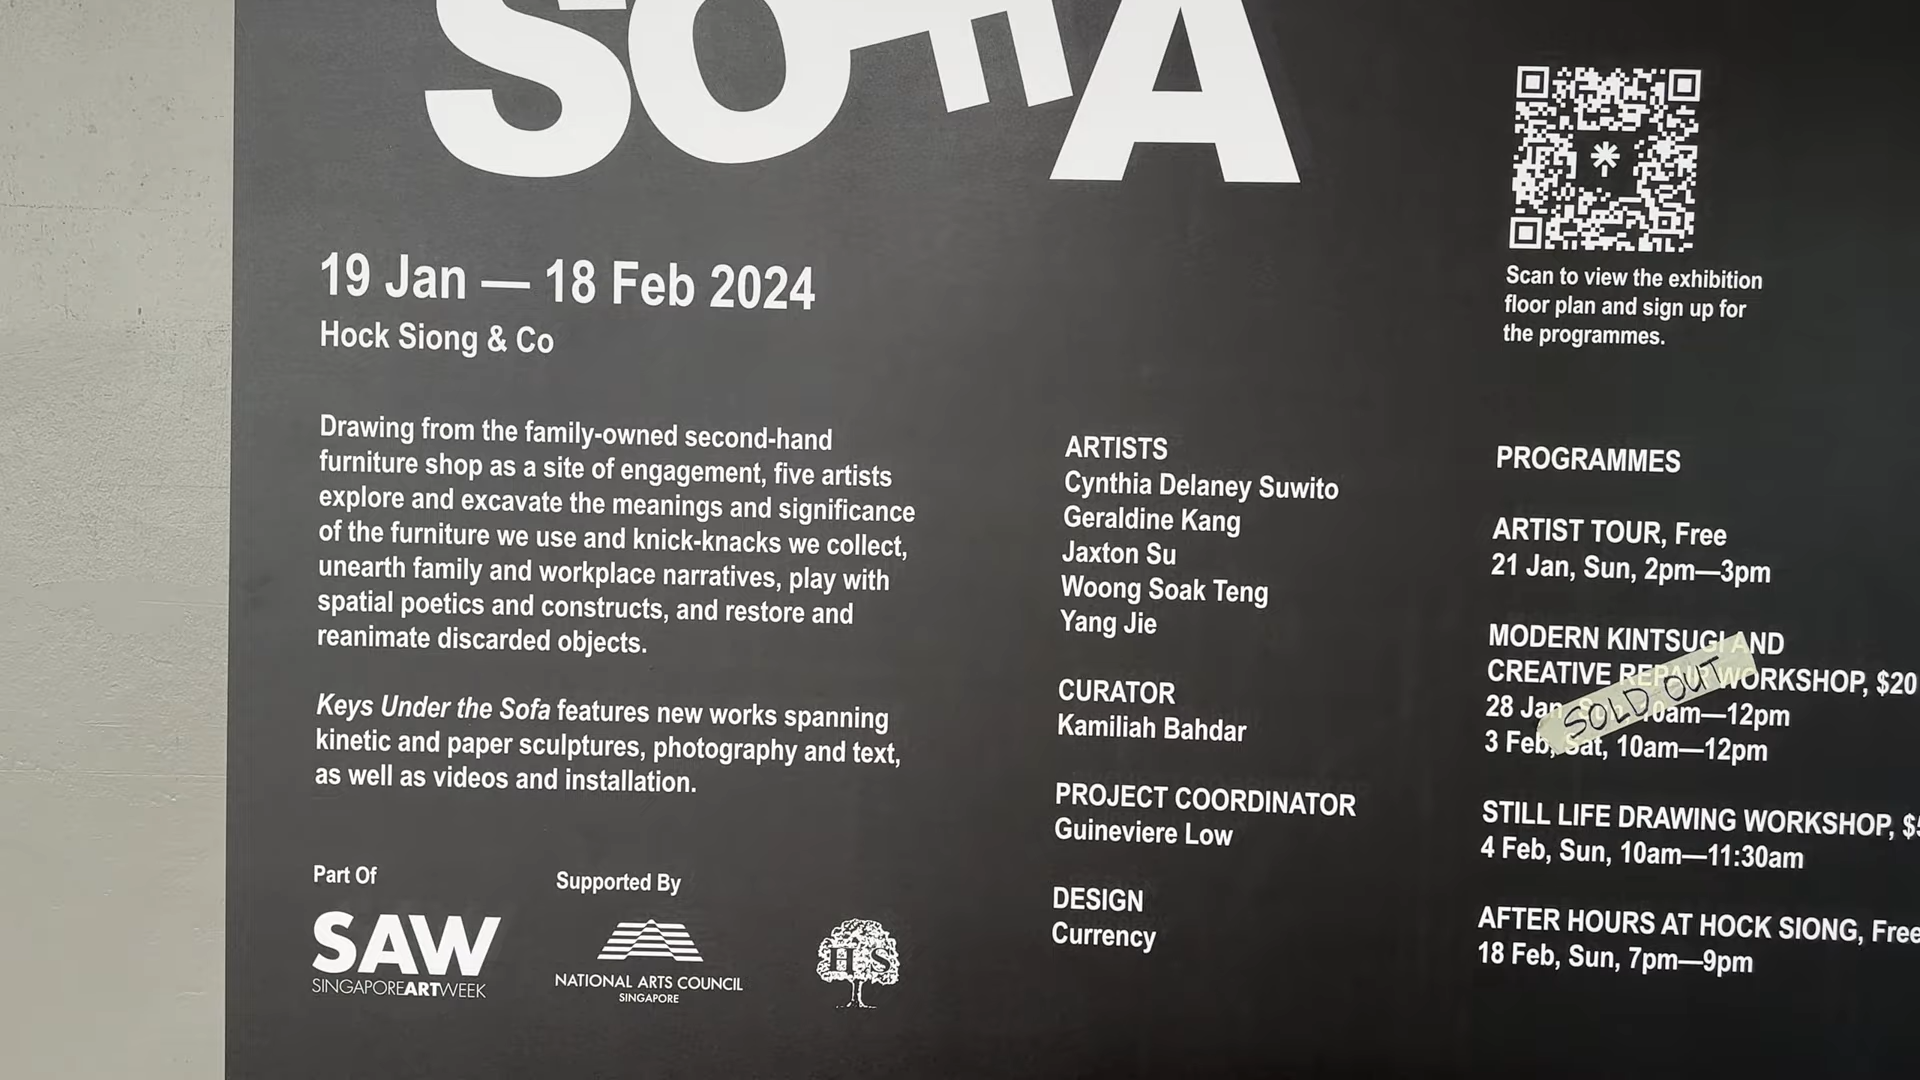 SOfA
19 Jan — 18 Feb 2024
Hock Siong & Co
Drawing from the family-owned second-hand
furniture shop as a site of engagement, five artists
explore and excavate the meanings and significance
of the furniture we use and knick-knacks we collect,
unearth family and workplace narratives, play with
spatial poetics and constructs, and restore and
reanimate discarded objects.
Keys Under the Sofa features new works spanning
kinetic and paper sculptures, photography and text,
as well as videos and installation.
Part Of
SAW
SINGAPOREARTWEEK
Supported By
NATIONAL ARTS COUNCIL
SINGAPORE
HS
ARTISTS
Cynthia Delaney Suwito
Geraldine Kang
Jaxton Su
Woong Soak Teng
Yang Jie
CURATOR
Kamiliah Bahdar
PROJECT COORDINATOR
Guineviere Low
DESIGN
Currency
Scan to view the exhibition
floor plan and sign up for
the programmes.
PROGRAMMES
ARTIST TOUR, Free
21 Jan, Sun, 2pm—3pm
MODERN KINTSUGI AND
CREATIVE REPAIR WORKSHOP, $20
28 Jan, Sun, 10am—12pm
3 Feb, Sat, 10am—12pm
SOLD OUT
STILL LIFE DRAWING WORKSHOP,
4 Feb, Sun, 10am—11:30am
AFTER HOURS AT HOCK SIONG, Free
18 Feb, Sun, 7pm—9pm